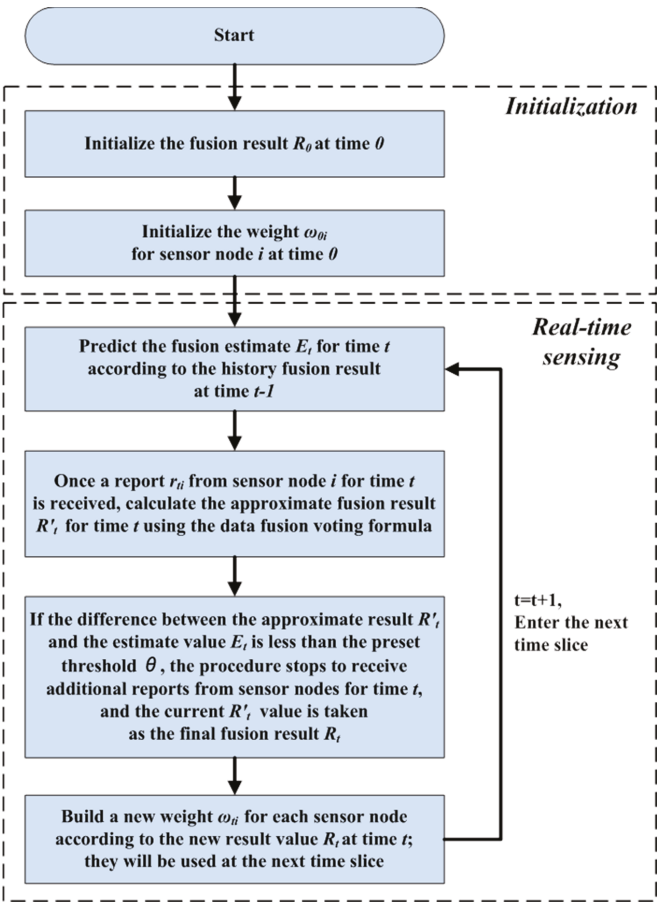 Start
Initialization
Initialize the fusion result R₀ at time 0
Initialize the weight ω₀ᵢ
for sensor node i at time 0
Real-time
sensing
Predict the fusion estimate Eₜ for time t
according to the history fusion result
at time t-1
Once a report rₜᵢ from sensor node i for time t
is received, calculate the approximate fusion result
R'ₜ for time t using the data fusion voting formula
If the difference between the approximate result R'ₜ
and the estimate value Eₜ is less than the preset
threshold θ, the procedure stops to receive
additional reports from sensor nodes for time t,
and the current R'ₜ value is taken
as the final fusion result Rₜ
t=t+1,
Enter the next
time slice
Build a new weight ωₜᵢ for each sensor node
according to the new result value Rₜ at time t;
they will be used at the next time slice